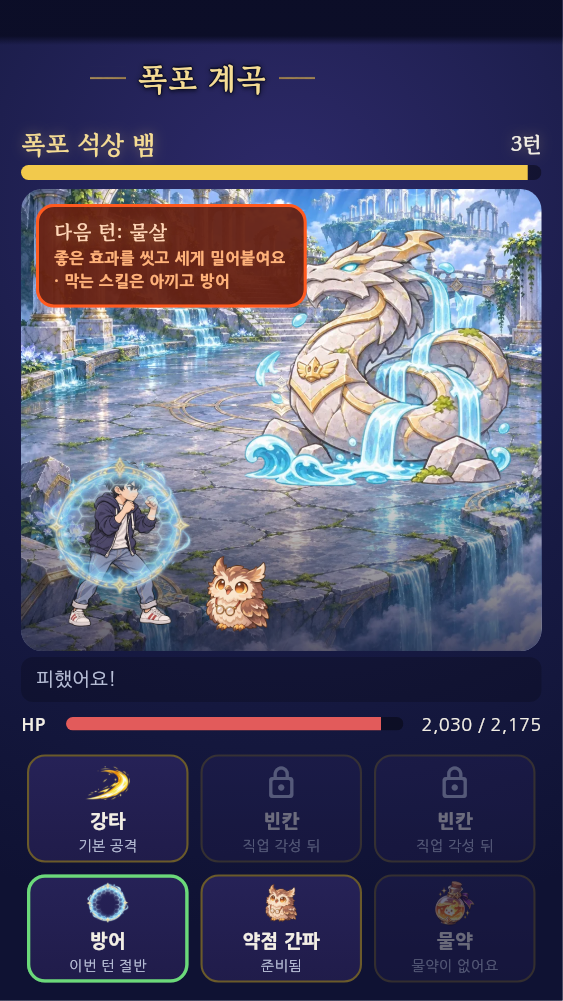 폭포 계곡
폭포 석상 뱀
3턴
다음 턴: 물살
좋은 효과를 씻고 세게 밀어붙여요
· 막는 스킬은 아끼고 방어
피했어요!
HP
2,030 / 2,175
강타
기본 공격
빈칸
직업 각성 뒤
빈칸
직업 각성 뒤
방어
이번 턴 절반
약점 간파
준비됨
물약
물약이 없어요